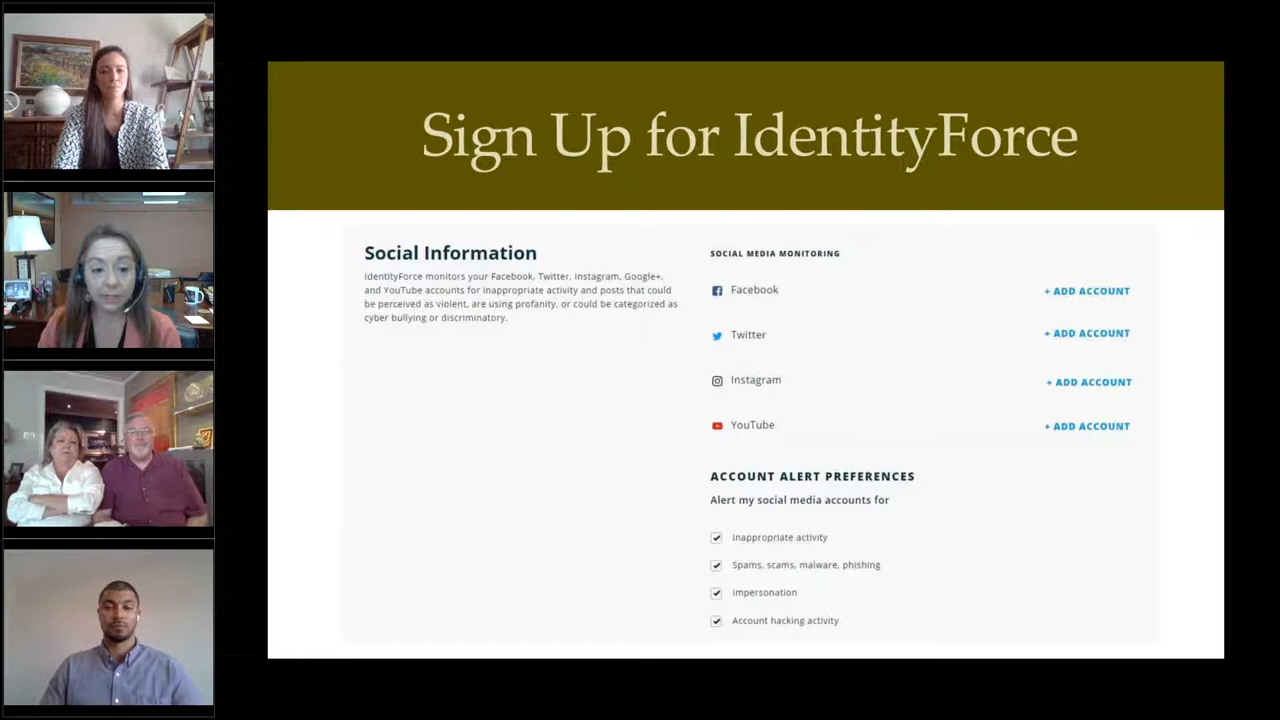 Sign Up for IdentityForce
Social Information
IdentityForce monitors your Facebook, Twitter, Instagram, Google+,
and YouTube accounts for inappropriate activity and posts that could
be perceived as violent, are using profanity, or could be categorized as
cyber bullying or discriminatory.
SOCIAL MEDIA MONITORING
Facebook + ADD ACCOUNT
Twitter + ADD ACCOUNT
Instagram + ADD ACCOUNT
YouTube + ADD ACCOUNT
ACCOUNT ALERT PREFERENCES
Alert my social media accounts for
Inappropriate activity
Spams, scams, malware, phishing
Impersonation
Account hacking activity